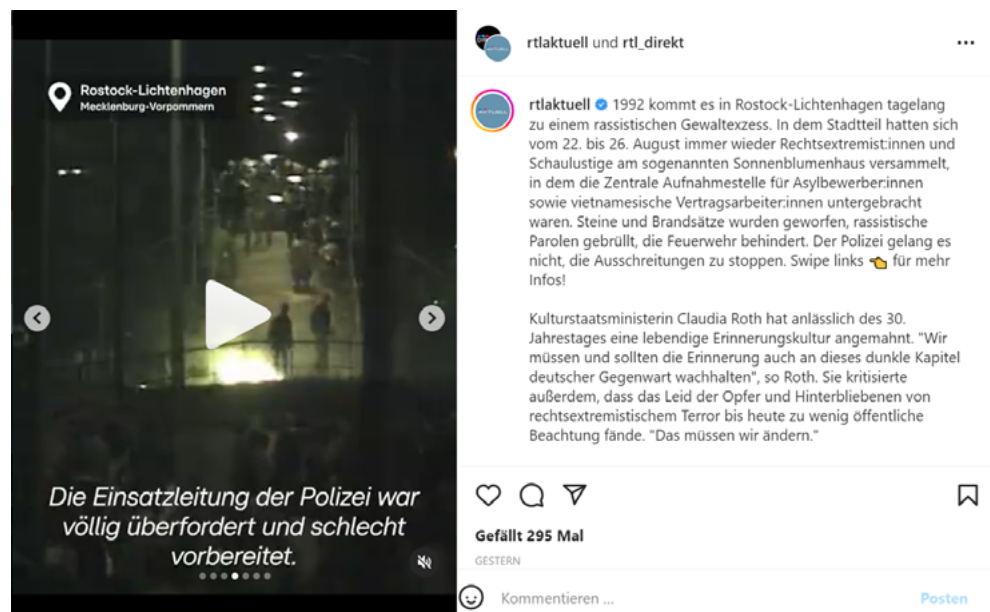 Rostock-Lichtenhagen
Mecklenburg-Vorpommern
Die Einsatzleitung der Polizei war
völlig überfordert und schlecht
vorbereitet.
rtlaktuell und rtl_direkt
rtlaktuell 1992 kommt es in Rostock-Lichtenhagen tagelang
zu einem rassistischen Gewaltexzess. In dem Stadtteil hatten sich
vom 22. bis 26. August immer wieder Rechtsextremist:innen und
Schaulustige am sogenannten Sonnenblumenhaus versammelt,
in dem die Zentrale Aufnahmestelle für Asylbewerber:innen
sowie vietnamesische Vertragsarbeiter:innen untergebracht
waren. Steine und Brandsätze wurden geworfen, rassistische
Parolen gebrüllt, die Feuerwehr behindert. Der Polizei gelang es
nicht, die Ausschreitungen zu stoppen. Swipe links 👈 für mehr
Infos!
Kulturstaatsministerin Claudia Roth hat anlässlich des 30.
Jahrestages eine lebendige Erinnerungskultur angemahnt. "Wir
müssen und sollten die Erinnerung auch an dieses dunkle Kapitel
deutscher Gegenwart wachhalten", so Roth. Sie kritisierte
außerdem, dass das Leid der Opfer und Hinterbliebenen von
rechtsextremistischem Terror bis heute zu wenig öffentliche
Beachtung fände. "Das müssen wir ändern."
Gefällt 295 Mal
GESTERN
Kommentieren ...
Posten